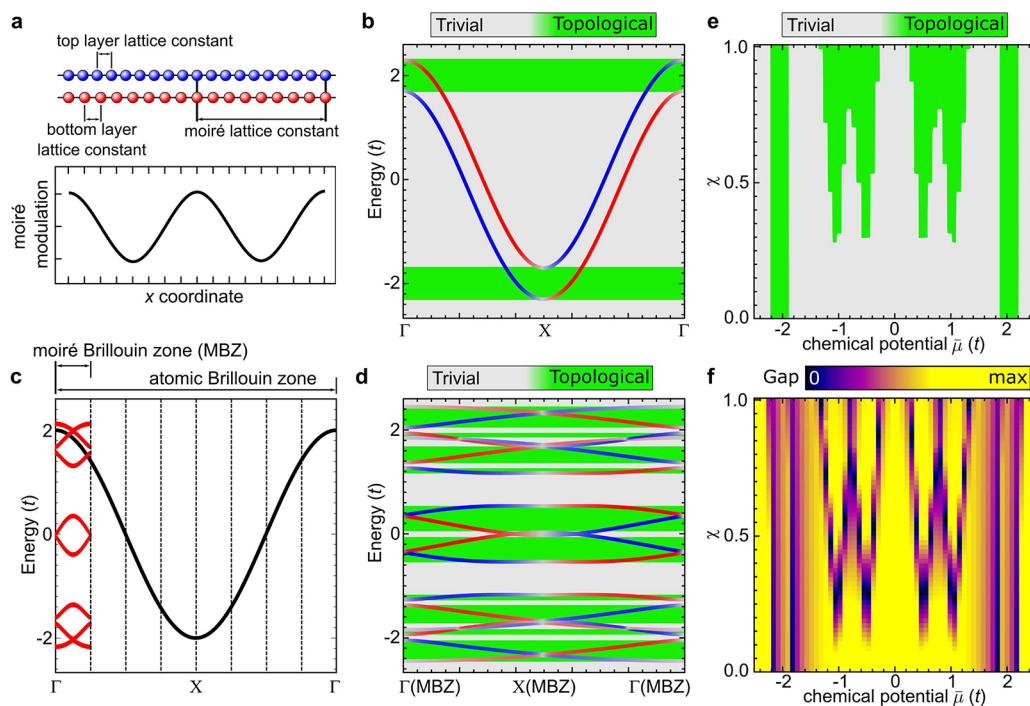 a
top layer lattice constant
bottom layer
lattice constant
moiré lattice constant
moiré
modulation
x coordinate
b
Trivial
Topological
2
0
-2
Energy (t)
Γ
X
Γ
e
Trivial
Topological
1.0
0.5
0.0
χ
-2
-1
0
1
2
chemical potential μ̄ (t)
moiré Brillouin zone (MBZ)
c
atomic Brillouin zone
2
0
-2
Energy (t)
Γ
X
Γ
d
Trivial
Topological
2
0
-2
Energy (t)
Γ(MBZ)
X(MBZ)
Γ(MBZ)
f
Gap
0
max
1.0
0.5
0.0
χ
-2
-1
0
1
2
chemical potential μ̄ (t)